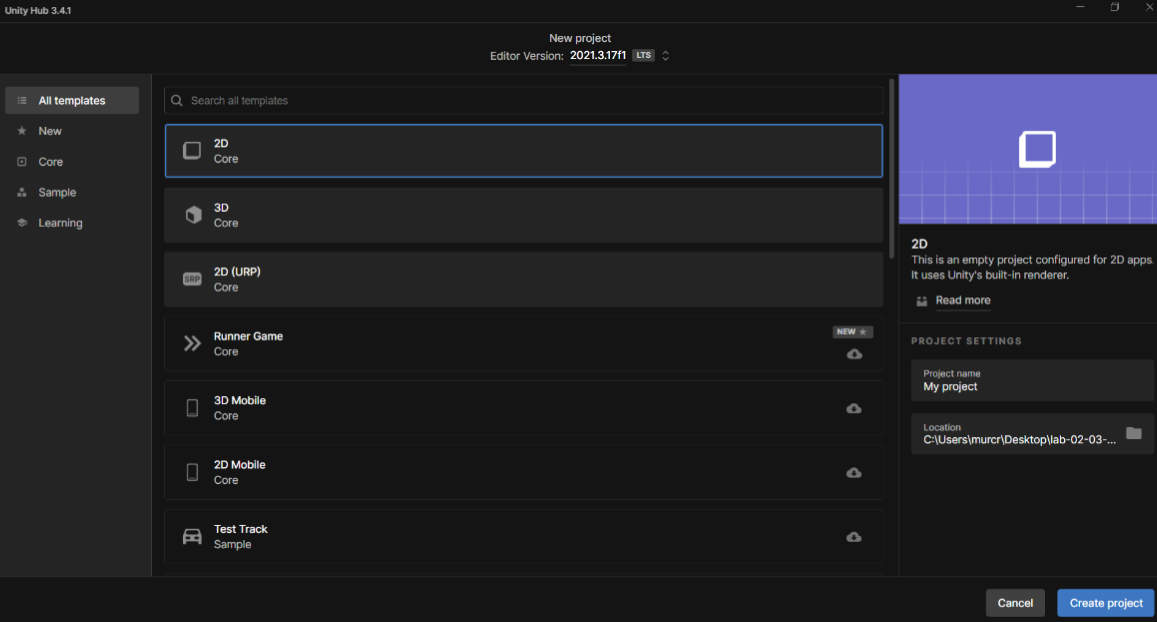 Unity Hub 3.4.1
New project
Editor Version: 2021.3.17f1 LTS
All templates
New
Core
Sample
Learning
Search all templates
2D
Core
3D
Core
SRP
2D (URP)
Core
Runner Game
Core
NEW
3D Mobile
Core
2D Mobile
Core
Test Track
Sample
2D
This is an empty project configured for 2D apps.
It uses Unity's built-in renderer.
Read more
PROJECT SETTINGS
Project name
My project
Location
C:\Users\murcr\Desktop\lab-02-03-...
Cancel
Create project